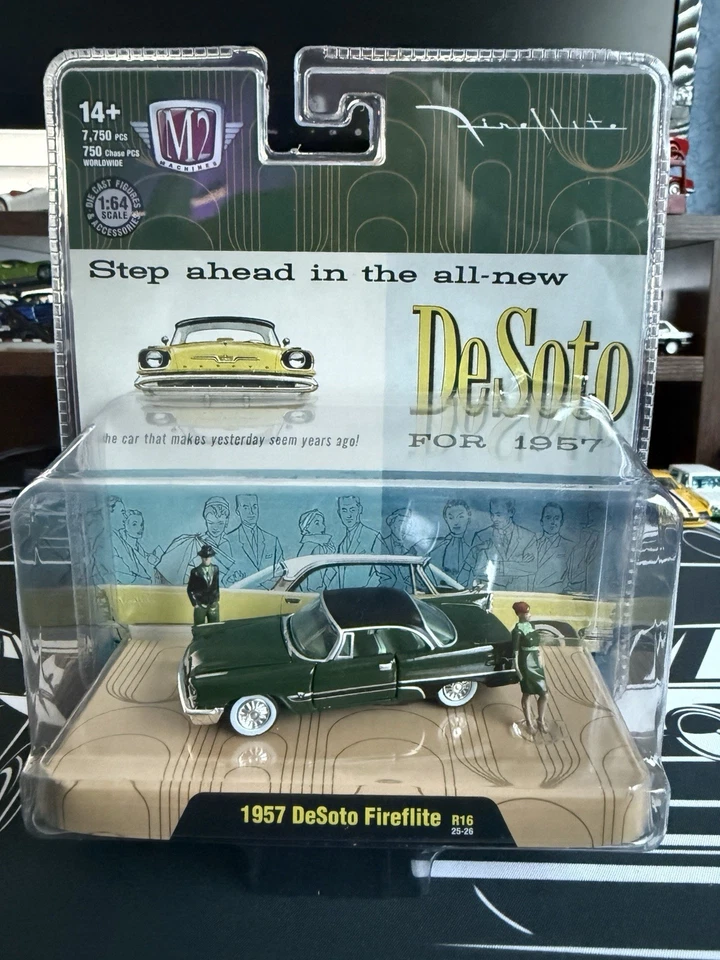 14+
7,750 PCS
750 Chase PCS
WORLDWIDE
M2
MACHINES
Fireflite
DIE CAST FIGURES
1:64
SCALE
& ACCESSORIES
Step ahead in the all-new
DeSoto
FOR 1957
he car that makes yesterday seem years ago!
1957 DeSoto Fireflite R16
25-26